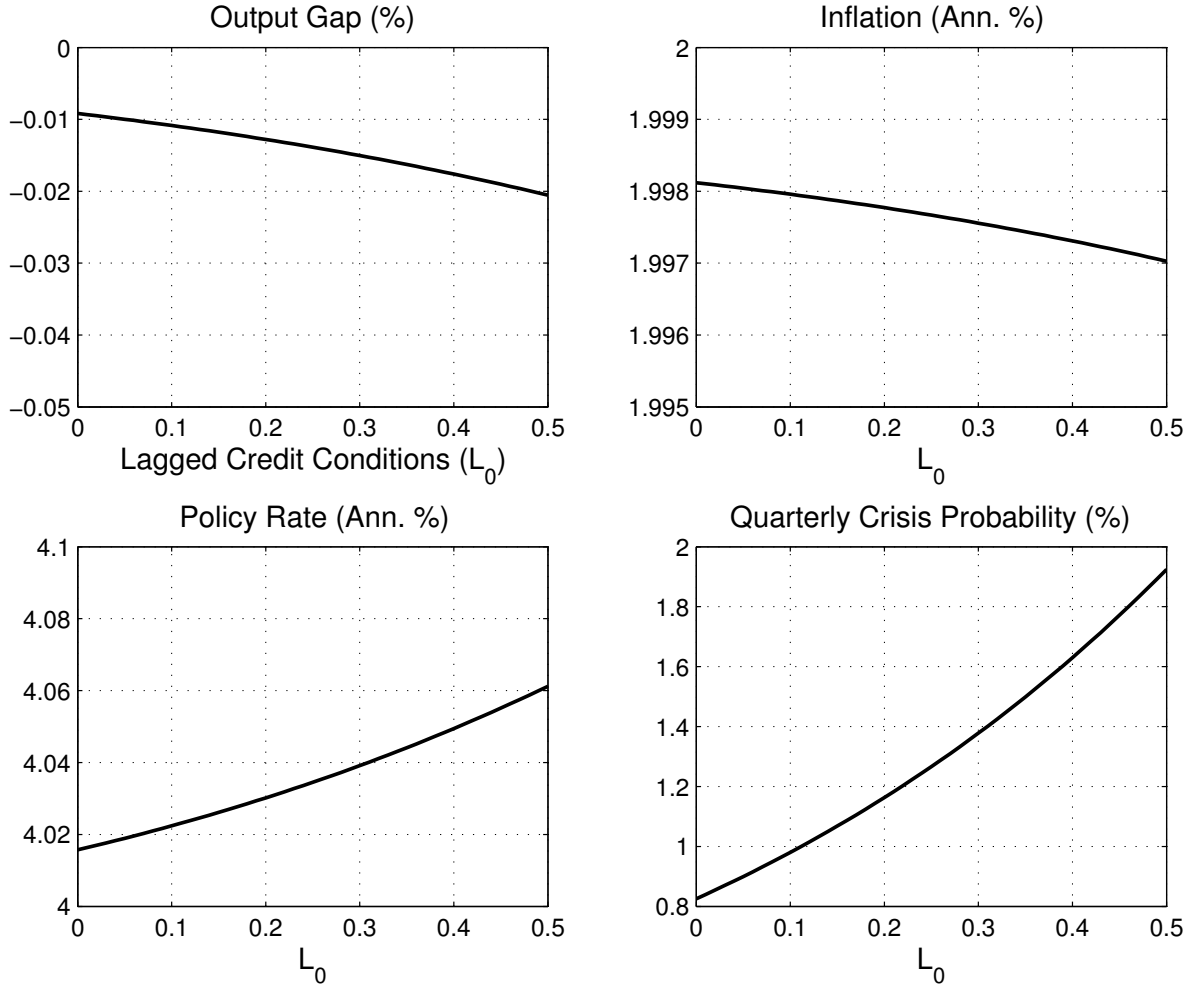 Output Gap (%)
0
−0.01
−0.02
−0.03
−0.04
−0.05
0 0.1 0.2 0.3 0.4 0.5
Lagged Credit Conditions (L0)
Inflation (Ann. %)
2
1.999
1.998
1.997
1.996
1.995
0 0.1 0.2 0.3 0.4 0.5
L0
Policy Rate (Ann. %)
4.1
4.08
4.06
4.04
4.02
4
0 0.1 0.2 0.3 0.4 0.5
L0
Quarterly Crisis Probability (%)
2
1.8
1.6
1.4
1.2
1
0.8
0 0.1 0.2 0.3 0.4 0.5
L0